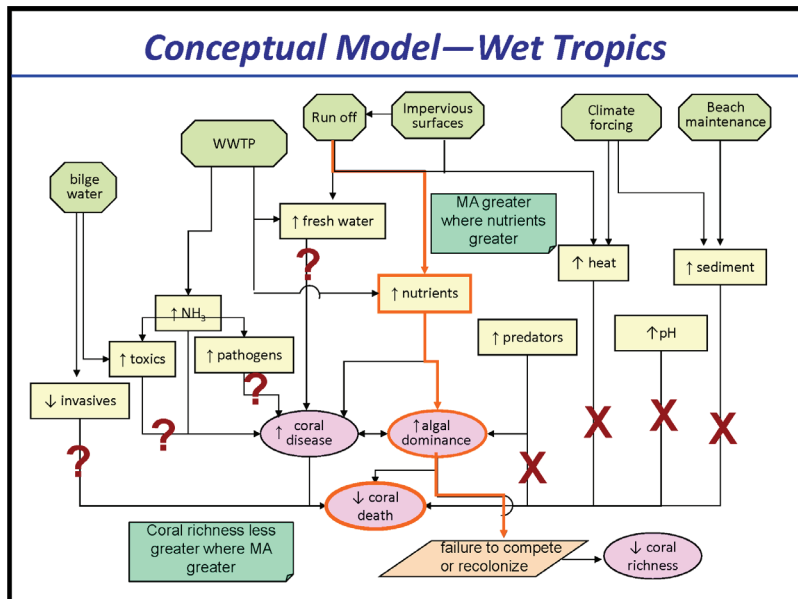 Conceptual Model—Wet Tropics
Run off
Impervious
surfaces
Climate
forcing
Beach
maintenance
WWTP
bilge
water
↑ fresh water
MA greater
where nutrients
greater
?
↑ heat
↑ sediment
↑ nutrients
↑ NH₃
↑ toxics
↑ pathogens
↑ predators
↑pH
↓ invasives
?
X
X
X
?
?
↑ coral
disease
↑ algal
dominance
X
↓ coral
death
Coral richness less
greater where MA
greater
failure to compete
or recolonize
↓ coral
richness